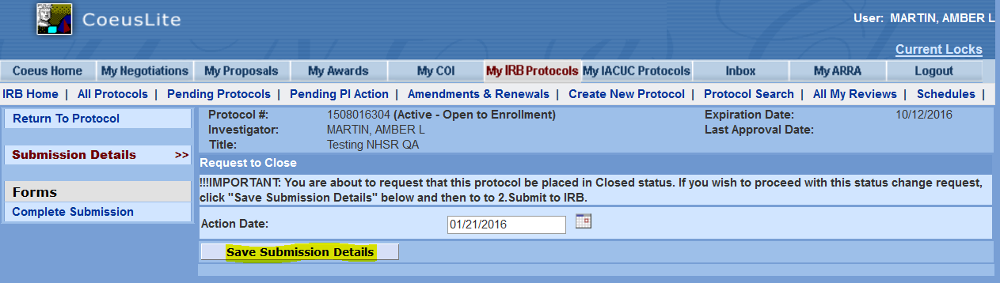 CoeusLite
User: MARTIN, AMBER L
Current Locks
Coeus Home My Negotiations My Proposals My Awards My COI My IRB Protocols My IACUC Protocols Inbox My ARRA Logout
IRB Home | All Protocols | Pending Protocols | Pending PI Action | Amendments & Renewals | Create New Protocol | Protocol Search | All My Reviews | Schedules |
Return To Protocol
Submission Details >>
Forms
Complete Submission
Protocol #: 1508016304 (Active - Open to Enrollment) Expiration Date: 10/12/2016
Investigator: MARTIN, AMBER L Last Approval Date:
Title: Testing NHSR QA
Request to Close
!!!IMPORTANT: You are about to request that this protocol be placed in Closed status. If you wish to proceed with this status change request,
click "Save Submission Details" below and then to to 2.Submit to IRB.
Action Date: 01/21/2016
Save Submission Details